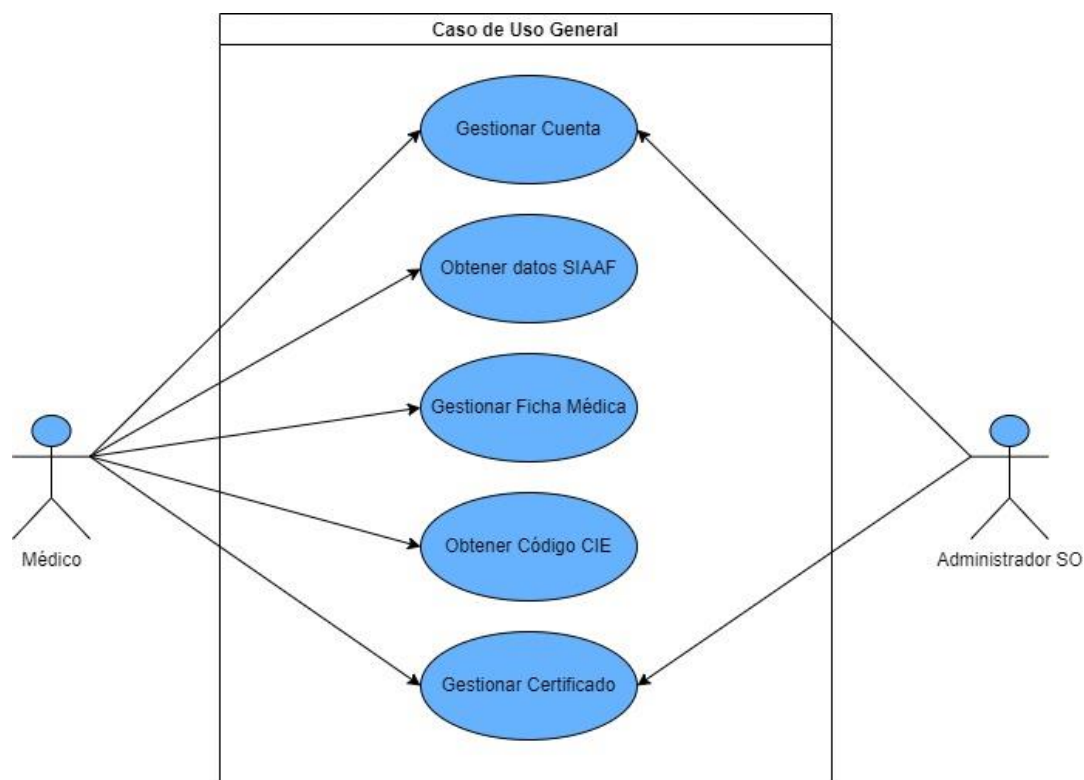 Caso de Uso General
Gestionar Cuenta
Obtener datos SIAAF
Gestionar Ficha Médica
Obtener Código CIE
Gestionar Certificado
Médico
Administrador SO